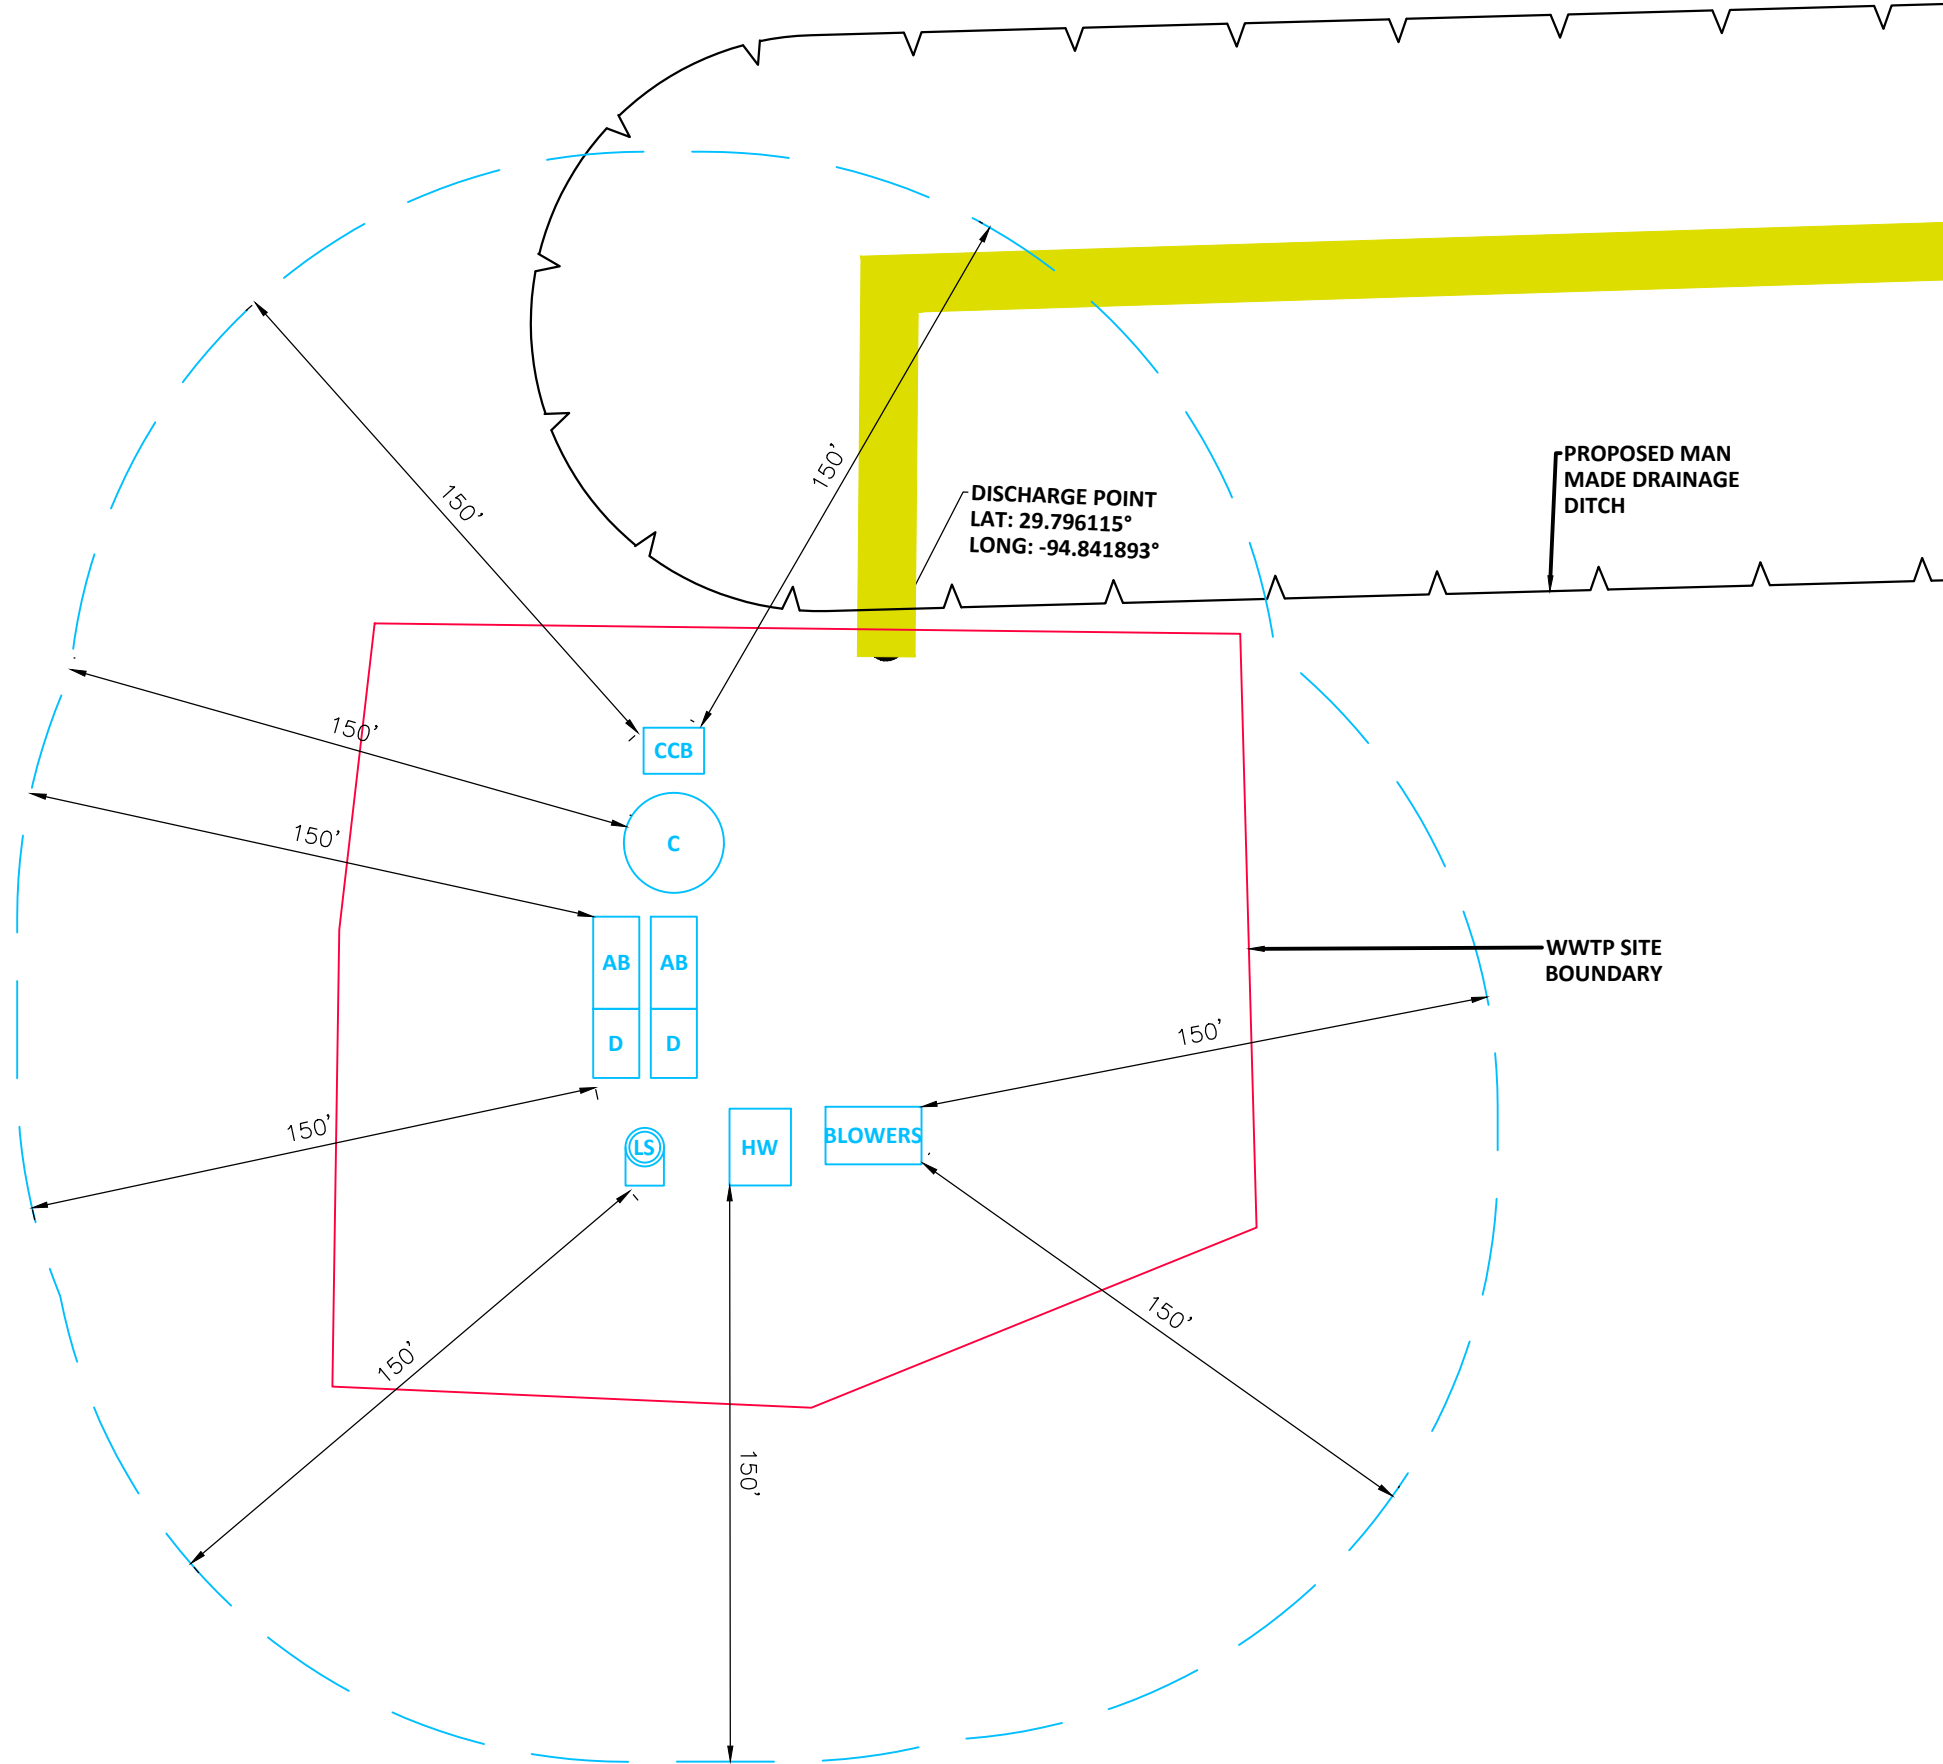 150'
150'
DISCHARGE POINT
LAT: 29.796115°
LONG: -94.841893°
PROPOSED MAN
MADE DRAINAGE
DITCH
150'
CCB
150'
C
AB AB
WWTP SITE
BOUNDARY
D D
150'
150'
LS
HW
BLOWERS
150'
150'
150'